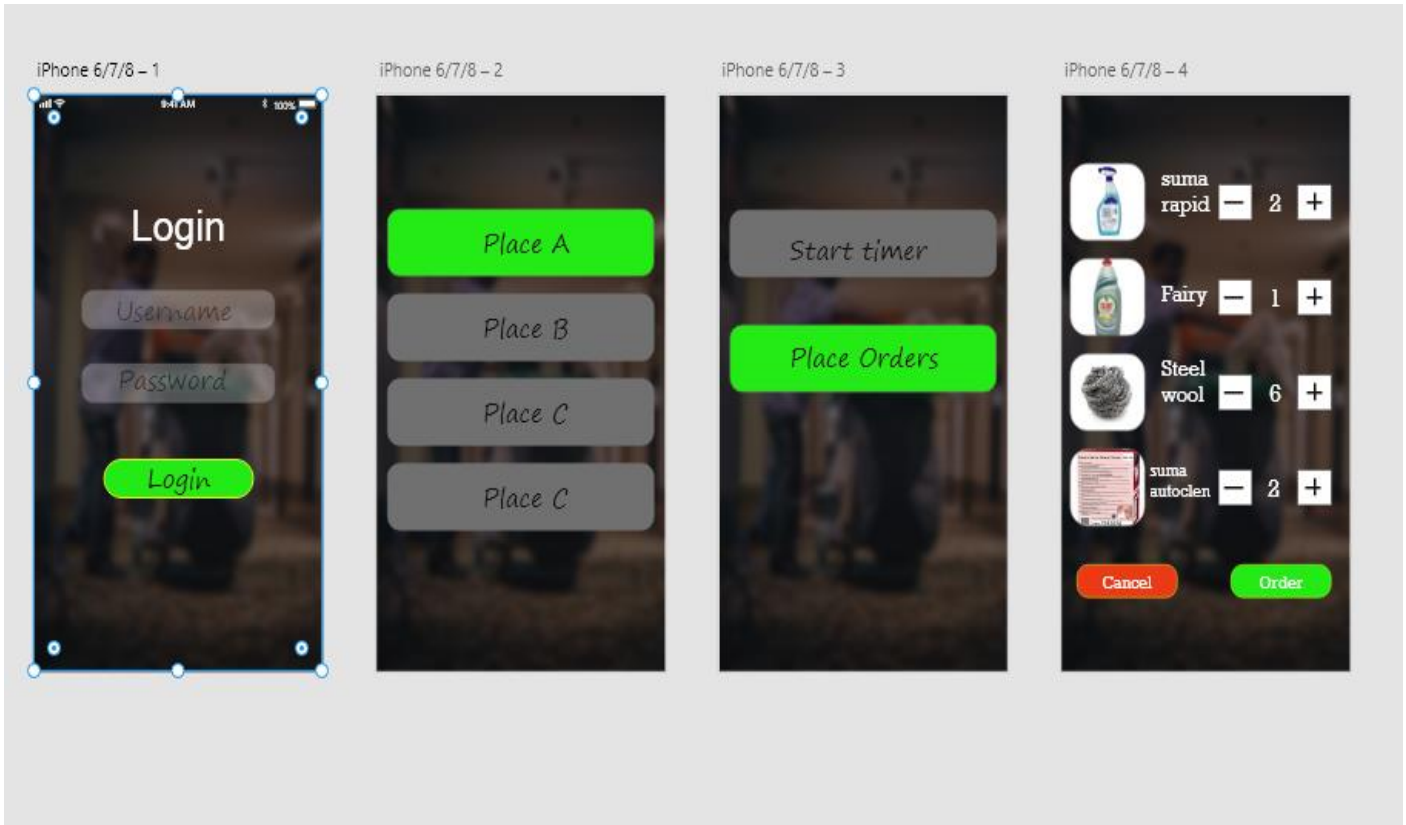 iPhone 6/7/8 – 1
9:41 AM
100%
Login
Username
Password
Login
iPhone 6/7/8 – 2
Place A
Place B
Place C
Place C
iPhone 6/7/8 – 3
Start timer
Place Orders
iPhone 6/7/8 – 4
suma
rapid
2
Fairy
1
Steel
wool
6
suma
autoclen
2
Cancel
Order